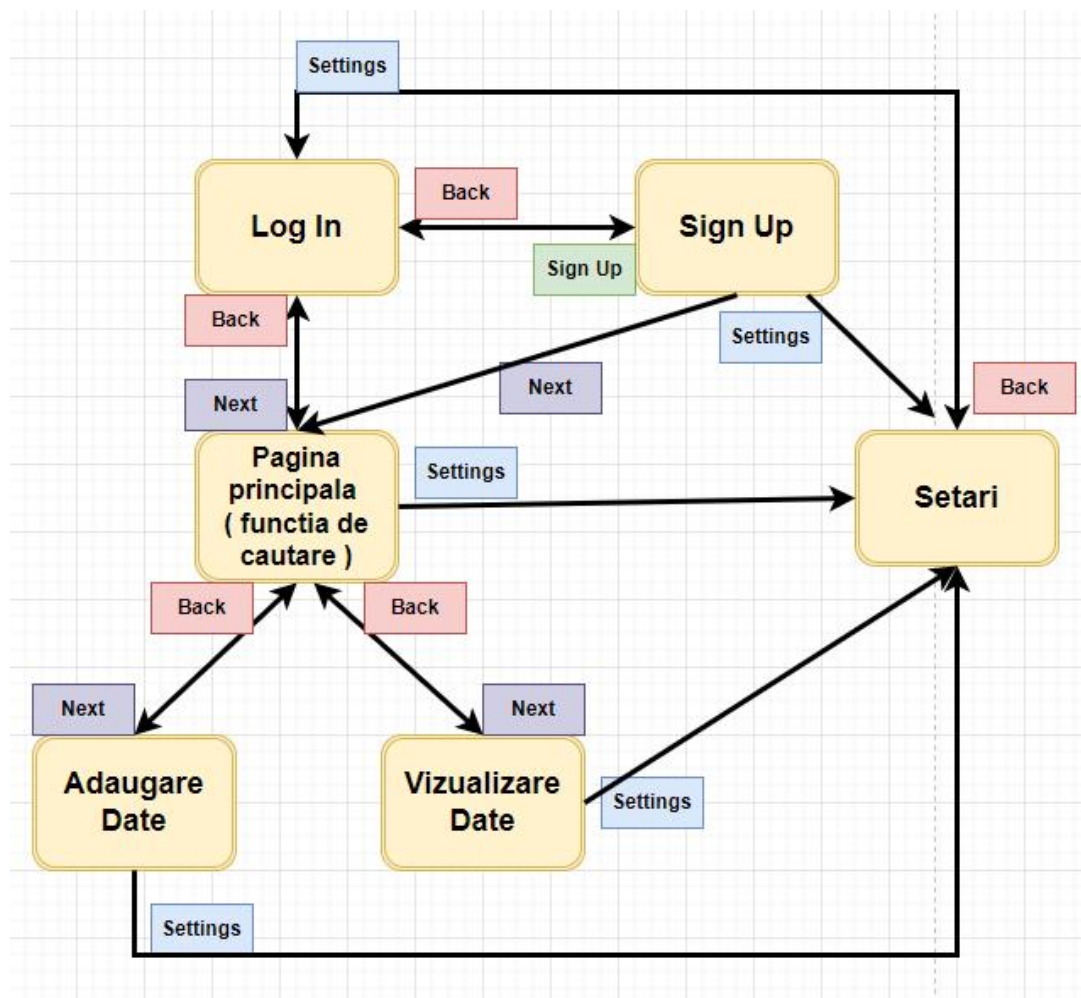 Settings
Log In
Back
Sign Up
Sign Up
Back
Settings
Next
Next
Back
Pagina
principala
( functia de
cautare )
Settings
Setari
Back
Back
Next
Next
Adaugare
Date
Vizualizare
Date
Settings
Settings